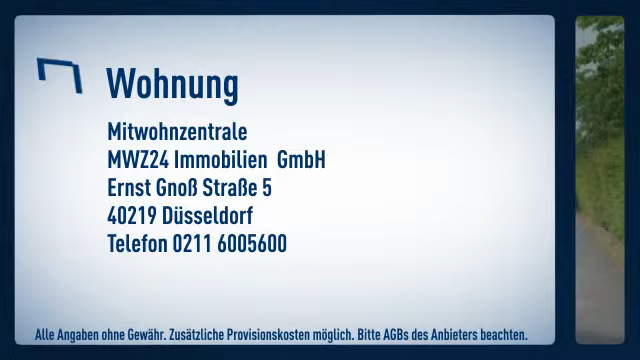 Wohnung
Mitwohnzentrale
MWZ24 Immobilien GmbH
Ernst Gnoß Straße 5
40219 Düsseldorf
Telefon 0211 6005600
Alle Angaben ohne Gewähr. Zusätzliche Provisionskosten möglich. Bitte AGBs des Anbieters beachten.